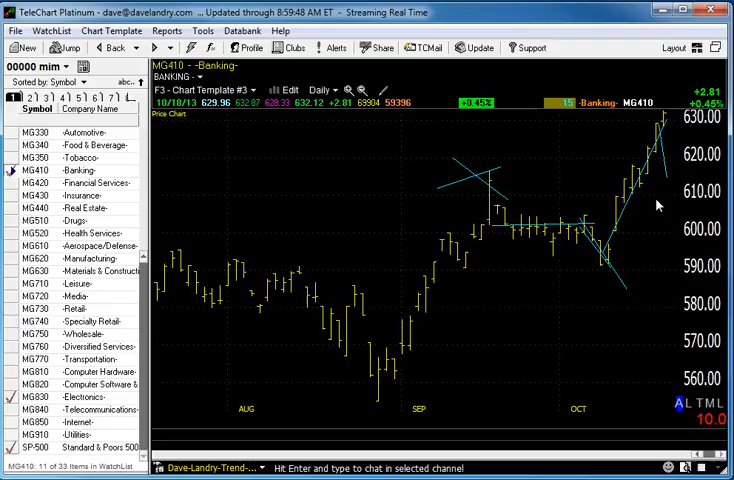 TeleChart Platinum - dave@davelandry.com ... Updated through 8:59:48 AM ET - Streaming Real Time
File WatchList Chart Template Reports Tools Databank Help
New Jump Back Profile Clubs Alerts Share TCMail Update Support Layout
00000 mim
Sorted by: Symbol abc..
1 2 3 4 5 6 7
Symbol Company Name
MG330 -Automotive-
MG340 -Food & Beverage-
MG350 -Tobacco-
MG410 -Banking-
MG420 -Financial Services-
MG430 -Insurance-
MG440 -Real Estate-
MG510 -Drugs-
MG520 -Health Services-
MG610 -Aerospace/Defense-
MG620 -Manufacturing-
MG630 -Materials & Constructi
MG710 -Leisure-
MG720 -Media-
MG730 -Retail-
MG740 -Specialty Retail-
MG750 -Wholesale-
MG760 -Diversified Services-
MG770 -Transportation-
MG810 -Computer Hardware-
MG820 -Computer Software &
MG830 -Electronics-
MG840 -Telecommunications-
MG850 -Internet-
MG910 -Utilities-
SP-500 Standard & Poors 500
MG410: 11 of 33 Items in WatchList
MG410 - -Banking-
BANKING -
F3 - Chart Template #3 Edit Daily
+2.81
10/18/13 629.96 632.87 628.33 632.12 +2.81 69904 59396 +0.45% 15 -Banking- MG410 +0.45%
Price Chart
630.00
620.00
610.00
600.00
590.00
580.00
570.00
560.00
AUG SEP OCT
A L T M L
10.0
Dave-Landry-Trend-... Hit Enter and type to chat in selected channel